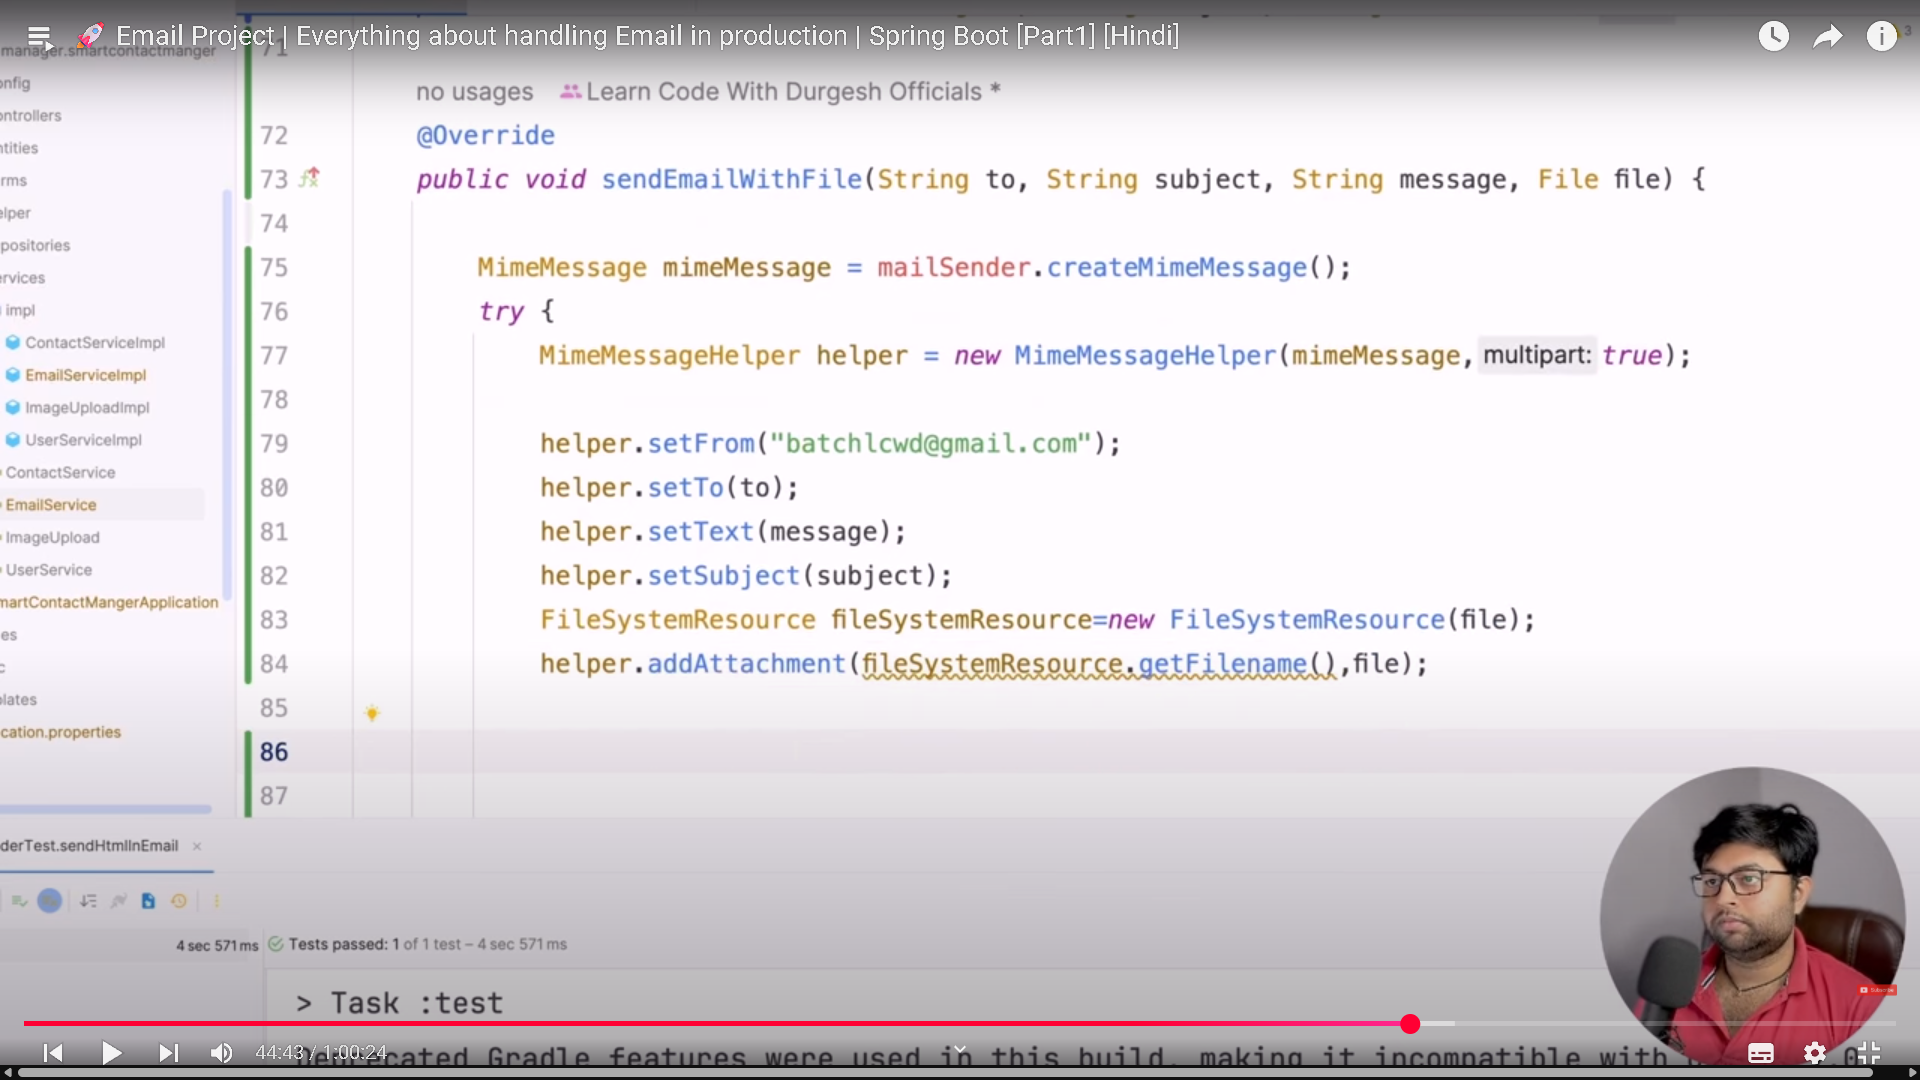 🚀 Email Project | Everything about handling Email in production | Spring Boot [Part1] [Hindi]
manager.smartcontactmanger
onfig
ontrollers
ntities
rms
elper
positories
ervices
impl
ContactServiceImpl
EmailServiceImpl
ImageUploadImpl
UserServiceImpl
ContactService
EmailService
ImageUpload
UserService
martContactMangerApplication
es
c
plates
cation.properties
71
no usages Learn Code With Durgesh Officials *
72 @Override
73 public void sendEmailWithFile(String to, String subject, String message, File file) {
74
75 MimeMessage mimeMessage = mailSender.createMimeMessage();
76 try {
77 MimeMessageHelper helper = new MimeMessageHelper(mimeMessage, multipart: true);
78
79 helper.setFrom("batchlcwd@gmail.com");
80 helper.setTo(to);
81 helper.setText(message);
82 helper.setSubject(subject);
83 FileSystemResource fileSystemResource=new FileSystemResource(file);
84 helper.addAttachment(fileSystemResource.getFilename(),file);
85
86
87
derTest.sendHtmlInEmail ×
4 sec 571 ms Tests passed: 1 of 1 test – 4 sec 571 ms
> Task :test
44:43 / 1:00:24
Deprecated Gradle features were used in this build, making it incompatible with
Subscribe